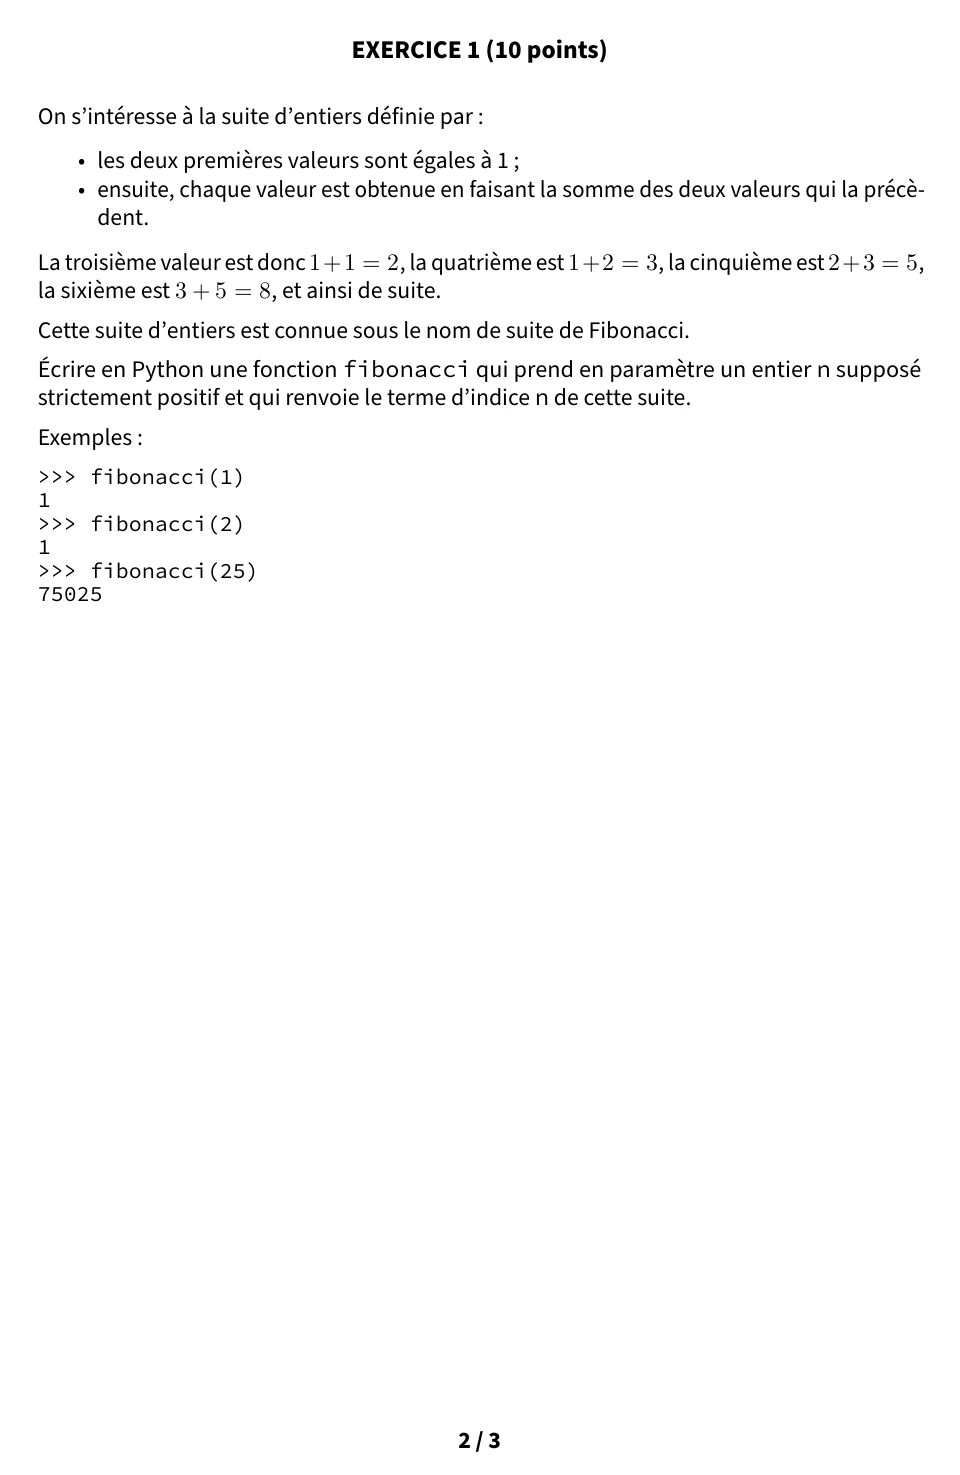 EXERCICE 1 (10 points)
On s’intéresse à la suite d’entiers définie par :
• les deux premières valeurs sont égales à 1 ;
• ensuite, chaque valeur est obtenue en faisant la somme des deux valeurs qui la précè-
dent.
La troisième valeur est donc 1 + 1 = 2, la quatrième est 1 + 2 = 3, la cinquième est 2 + 3 = 5,
la sixième est 3 + 5 = 8, et ainsi de suite.
Cette suite d’entiers est connue sous le nom de suite de Fibonacci.
Écrire en Python une fonction fibonacci qui prend en paramètre un entier n supposé
strictement positif et qui renvoie le terme d’indice n de cette suite.
Exemples :
>>> fibonacci(1)
1
>>> fibonacci(2)
1
>>> fibonacci(25)
75025
2 / 3